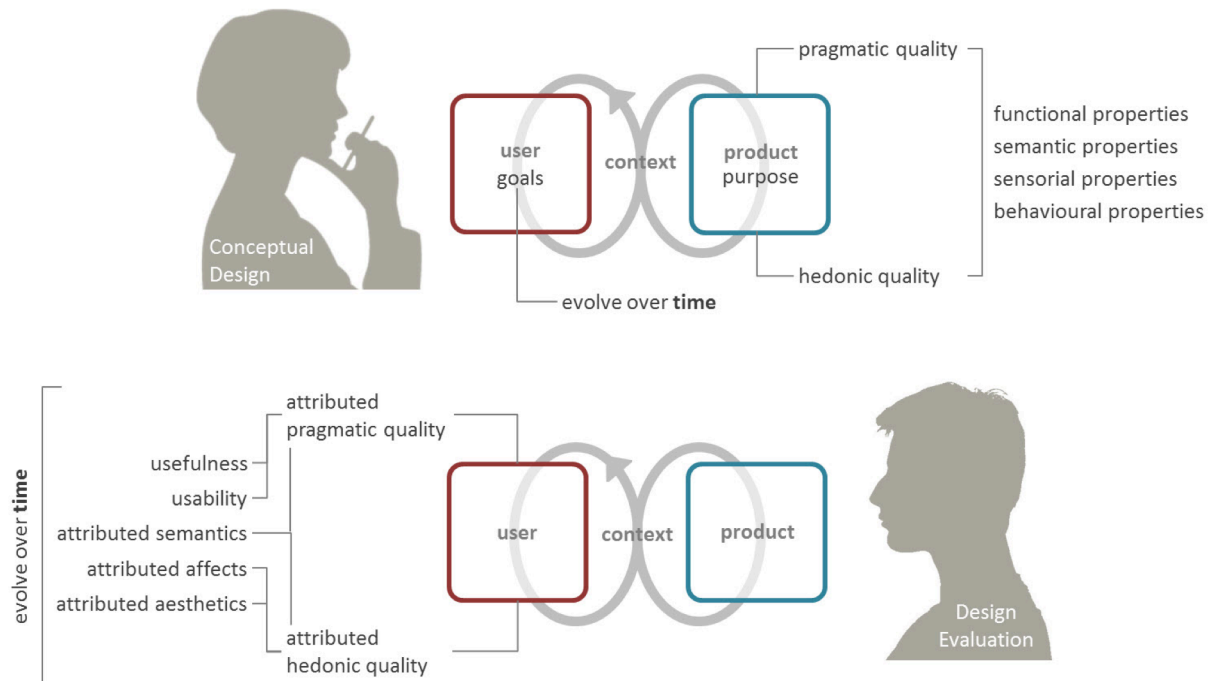 pragmatic quality
functional properties
semantic properties
sensorial properties
behavioural properties
user
goals
context
product
purpose
Conceptual
Design
hedonic quality
evolve over time
attributed
pragmatic quality
usefulness
usability
attributed semantics
attributed affects
attributed aesthetics
attributed
hedonic quality
evolve over time
user
context
product
Design
Evaluation